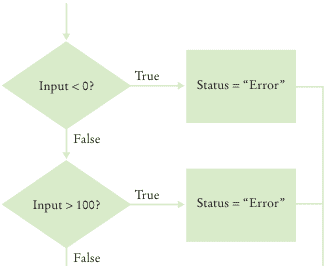 Input < 0?
True
Status = “Error”
False
Input > 100?
True
Status = “Error”
False